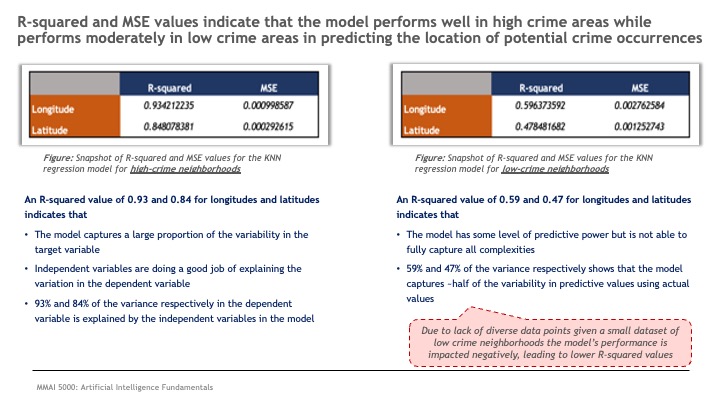 R-squared and MSE values indicate that the model performs well in high crime areas while
performs moderately in low crime areas in predicting the location of potential crime occurrences
R-squared MSE
Longitude 0.934212235 0.000998587
Latitude 0.848078381 0.000292615
Figure: Snapshot of R-squared and MSE values for the KNN
regression model for high-crime neighborhoods
An R-squared value of 0.93 and 0.84 for longitudes and latitudes
indicates that
• The model captures a large proportion of the variability in the
target variable
• Independent variables are doing a good job of explaining the
variation in the dependent variable
• 93% and 84% of the variance respectively in the dependent
variable is explained by the independent variables in the model
R-squared MSE
Longitude 0.596373592 0.002762584
Latitude 0.478481682 0.001252743
Figure: Snapshot of R-squared and MSE values for the KNN
regression model for low-crime neighborhoods
An R-squared value of 0.59 and 0.47 for longitudes and latitudes
indicates that
• The model has some level of predictive power but is not able to
fully capture all complexities
• 59% and 47% of the variance respectively shows that the model
captures ~half of the variability in predictive values using actual
values
Due to lack of diverse data points given a small dataset of
low crime neighborhoods the model's performance is
impacted negatively, leading to lower R-squared values
MMAI 5000: Artificial Intelligence Fundamentals